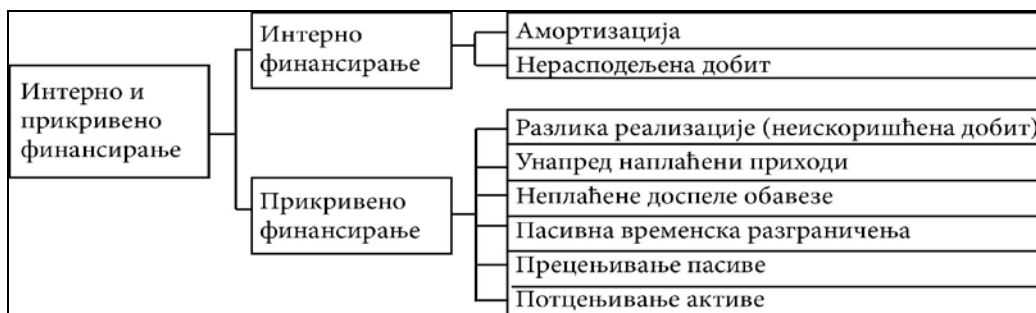 Интерно и
прикривено
финансирање
Интерно
финансирање
Амортизација
Нерасподељена добит
Прикривено
финансирање
Разлика реализације (неискоришћена добит)
Унапред наплаћени приходи
Неплаћене доспеле обавезе
Пасивна временска разграничења
Прецењивање пасиве
Потцењивање активе